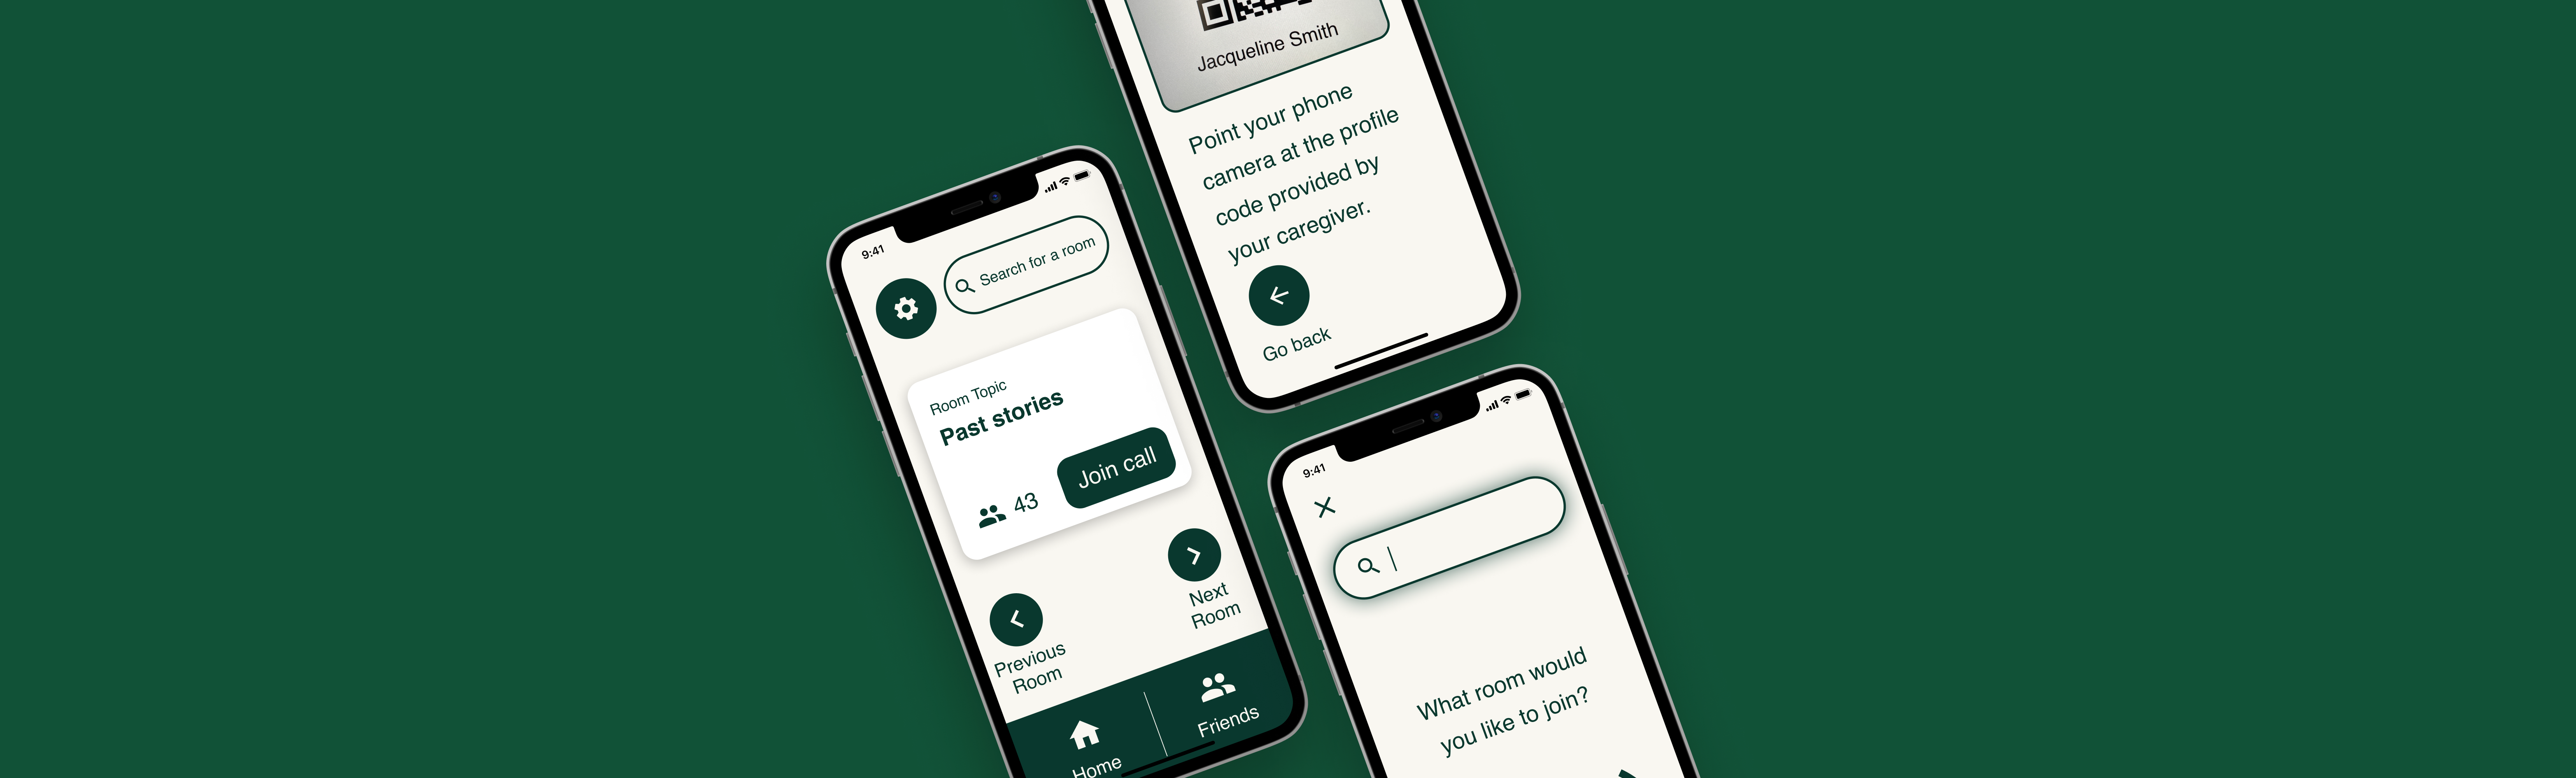 9:41
Search for a room
Room Topic
Past stories
43
Join call
Previous
Room
Next
Room
Home
Friends
Jacqueline Smith
Point your phone
camera at the profile
code provided by
your caregiver.
Go back
9:41
What room would
you like to join?